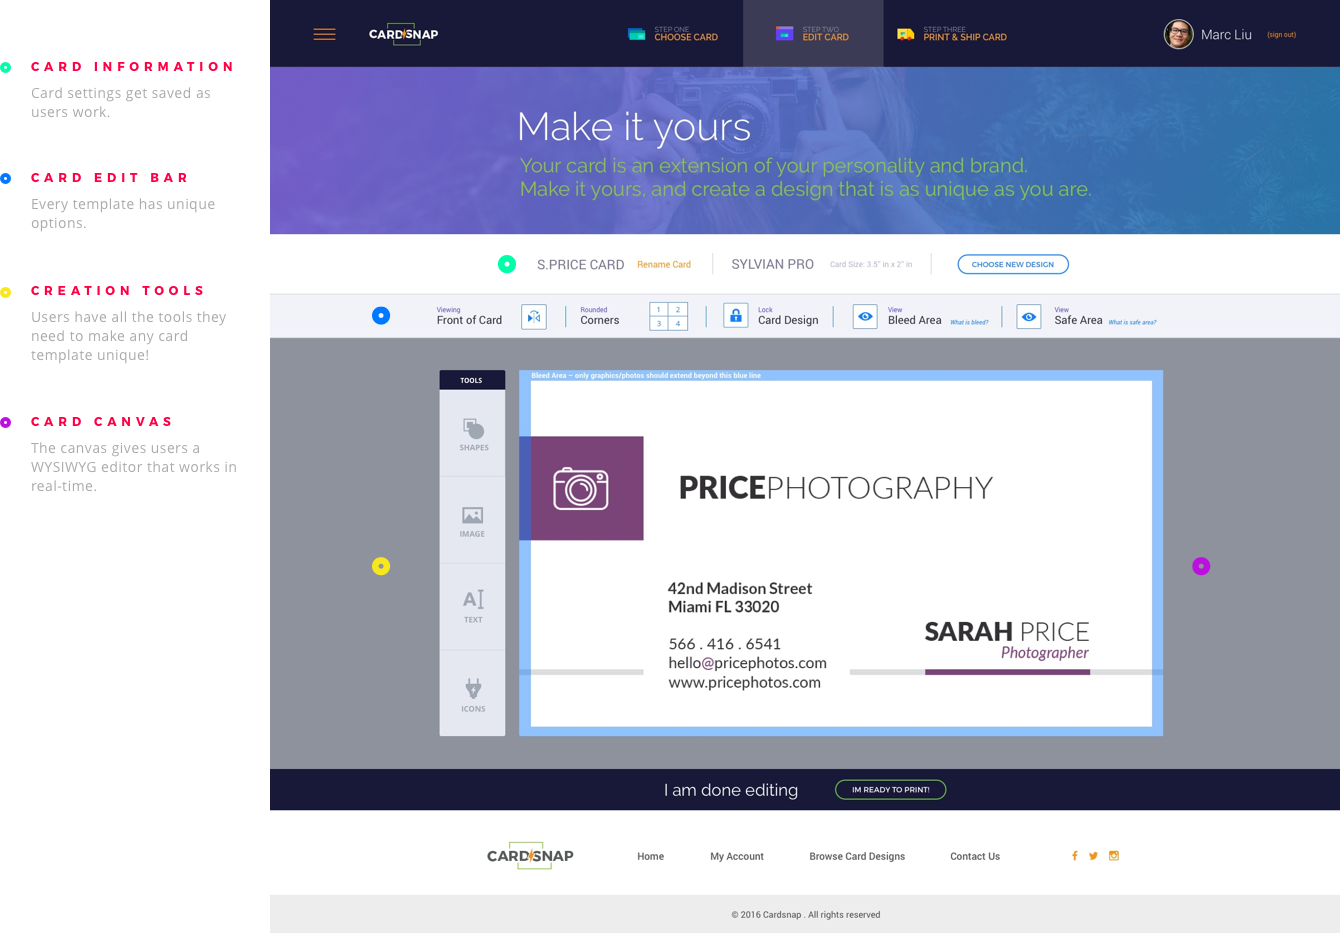 CARD INFORMATION
Card settings get saved as
users work.
CARD EDIT BAR
Every template has unique
options.
CREATION TOOLS
Users have all the tools they
need to make any card
template unique!
CARD CANVAS
The canvas gives users a
WYSIWYG editor that works in
real-time.
CARDSNAP
STEP ONE
CHOOSE CARD
STEP TWO
EDIT CARD
STEP THREE
PRINT & SHIP CARD
Marc Liu (sign out)
Make it yours
Your card is an extension of your personality and brand.
Make it yours, and create a design that is as unique as you are.
S.PRICE CARD Rename Card SYLVIAN PRO Card Size: 3.5" in x 2" in CHOOSE NEW DESIGN
Viewing
Front of Card
Rounded
Corners
1 2
3 4
Lock
Card Design
View
Bleed Area What is bleed?
View
Safe Area What is safe area?
TOOLS
SHAPES
IMAGE
AI
TEXT
ICONS
Bleed Area – only graphics/photos should extend beyond this blue line
PRICEPHOTOGRAPHY
42nd Madison Street
Miami FL 33020
566 . 416 . 6541
hello@pricephotos.com
www.pricephotos.com
SARAH PRICE
Photographer
I am done editing IM READY TO PRINT!
CARDSNAP
Home My Account Browse Card Designs Contact Us
© 2016 Cardsnap . All rights reserved